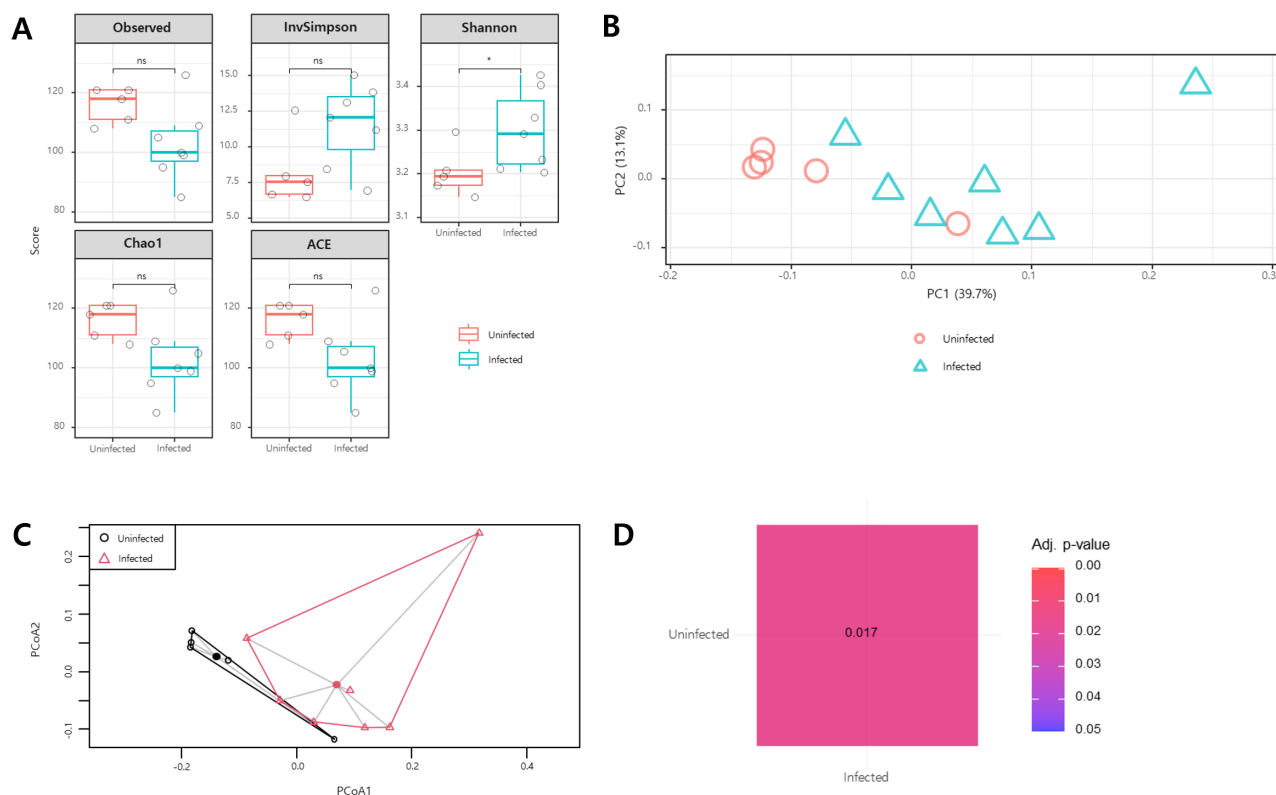 A
Observed
InvSimpson
Shannon
ns
ns
*
120
100
80
15.0
12.5
10.0
7.5
5.0
3.4
3.3
3.2
3.1
Uninfected
Infected
Score
Chao1
ACE
ns
ns
120
100
80
120
100
80
Uninfected
Infected
Uninfected
Infected
Uninfected
Infected
B
PC2 (13.1%)
0.1
0.0
-0.1
-0.2
-0.1
0.0
0.1
0.2
0.3
PC1 (39.7%)
Uninfected
Infected
C
Uninfected
Infected
PCoA2
0.2
0.1
0.0
-0.1
-0.2
0.0
0.2
0.4
PCoA1
D
Uninfected
0.017
Infected
Adj. p-value
0.00
0.01
0.02
0.03
0.04
0.05